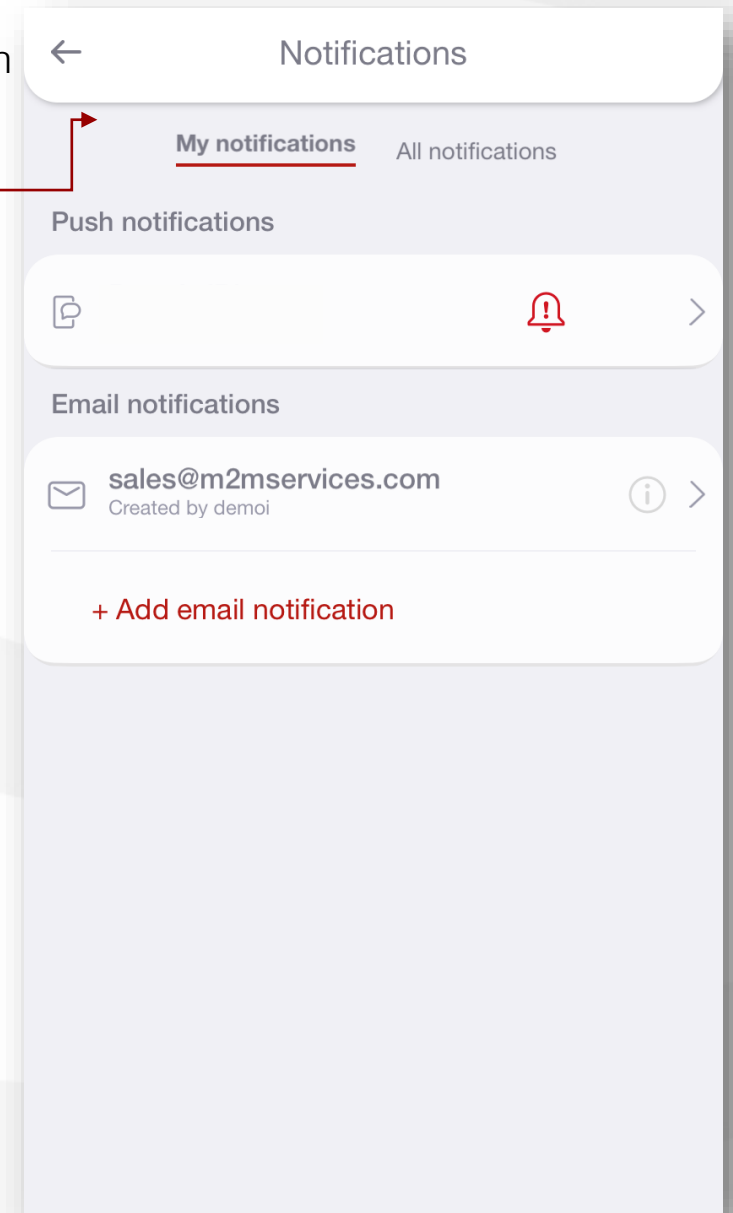 n
Notifications
My notifications
All notifications
Push notifications
Email notifications
sales@m2mservices.com
Created by demoi
+ Add email notification